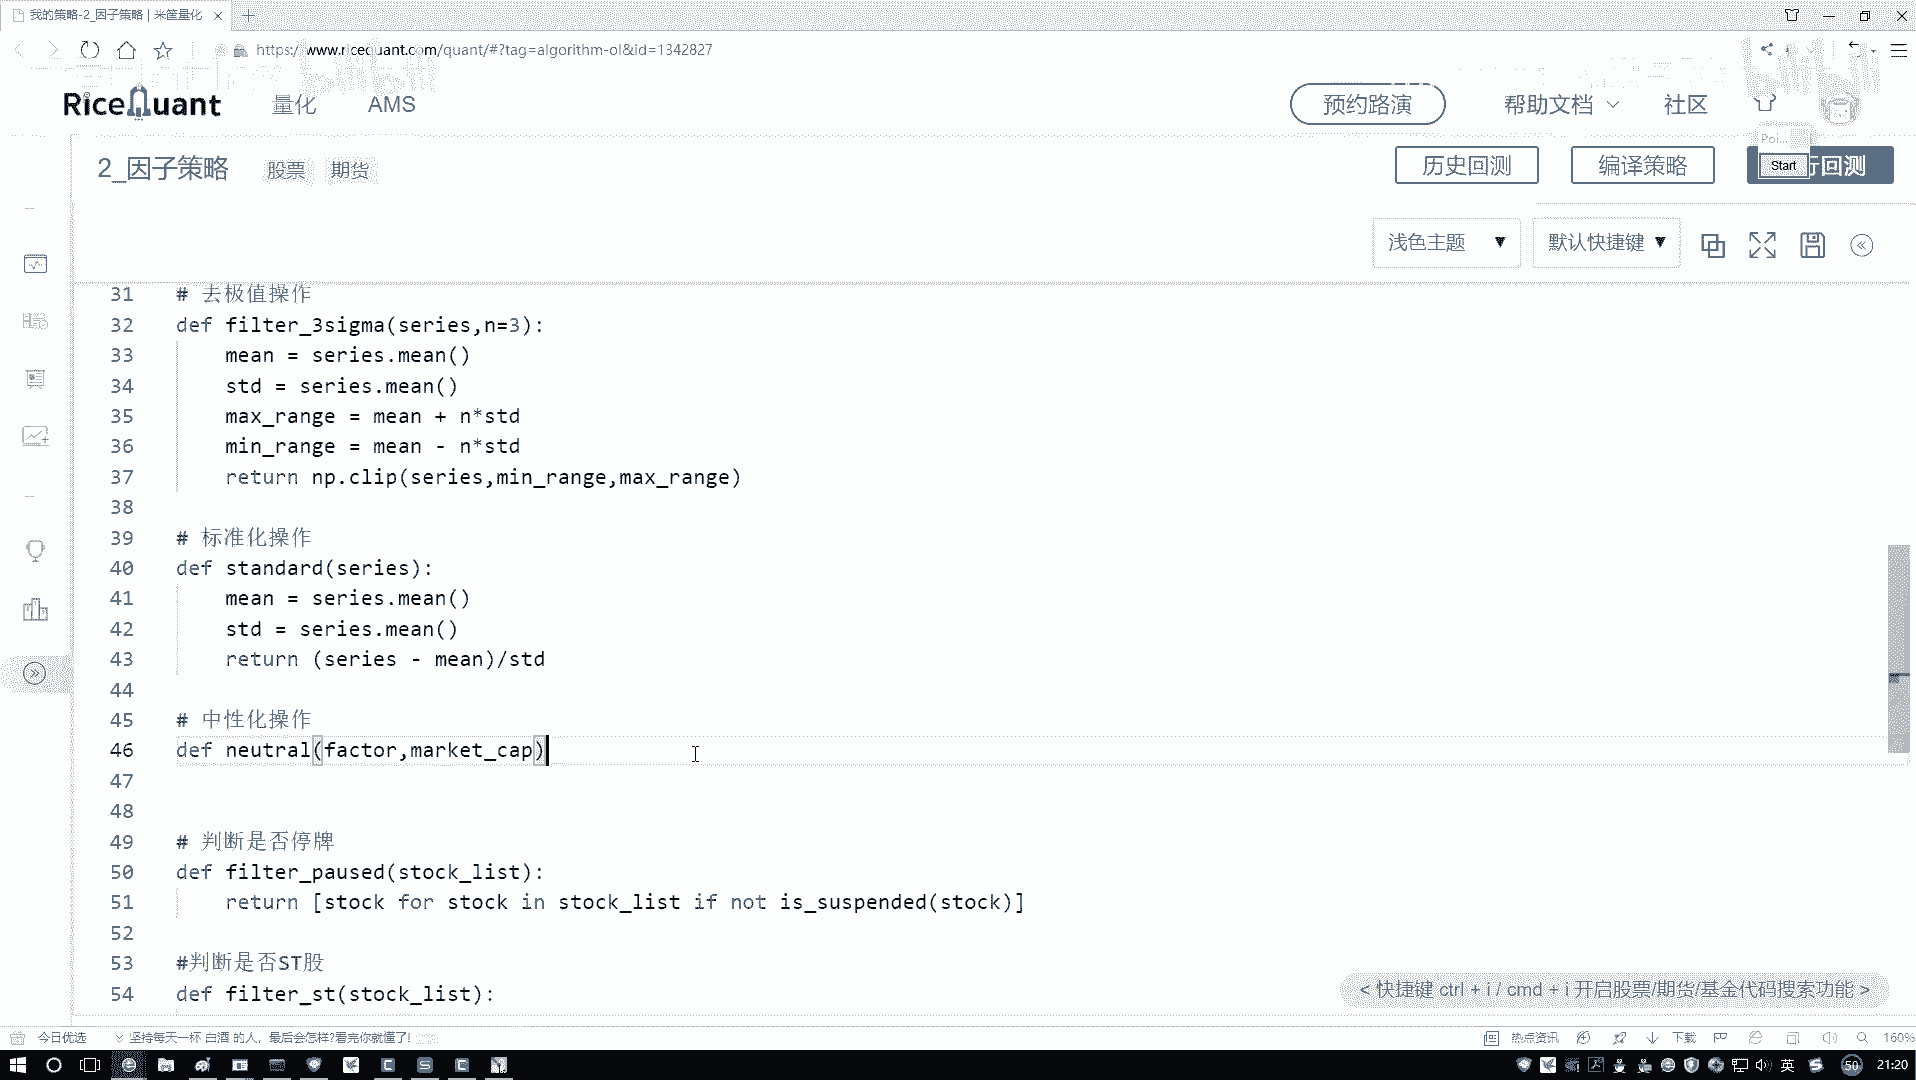 我的策略-2_因子策略 | 米筐量化
https://www.ricequant.com/quant/#?tag=algorithm-ol&id=1342827
RiceQuant 量化 AMS 预约路演 帮助文档 社区
Poi...
2_因子策略 股票 期货 历史回测 编译策略 Start 行回测
浅色主题 ▼ 默认快捷键 ▼
31 # 去极值操作
32 def filter_3sigma(series,n=3):
33 mean = series.mean()
34 std = series.mean()
35 max_range = mean + n*std
36 min_range = mean - n*std
37 return np.clip(series,min_range,max_range)
38
39 # 标准化操作
40 def standard(series):
41 mean = series.mean()
42 std = series.mean()
43 return (series - mean)/std
44
45 # 中性化操作
46 def neutral(factor,market_cap)
47
48
49 # 判断是否停牌
50 def filter_paused(stock_list):
51 return [stock for stock in stock_list if not is_suspended(stock)]
52
53 #判断是否ST股
54 def filter_st(stock_list):
< 快捷键 ctrl + i / cmd + i 开启股票/期货/基金代码搜索功能 >
今日优选 坚持每天一杯 白酒 的人，最后会怎样?看完你就懂了! 热点资讯 下载 160%
英 50 21:20